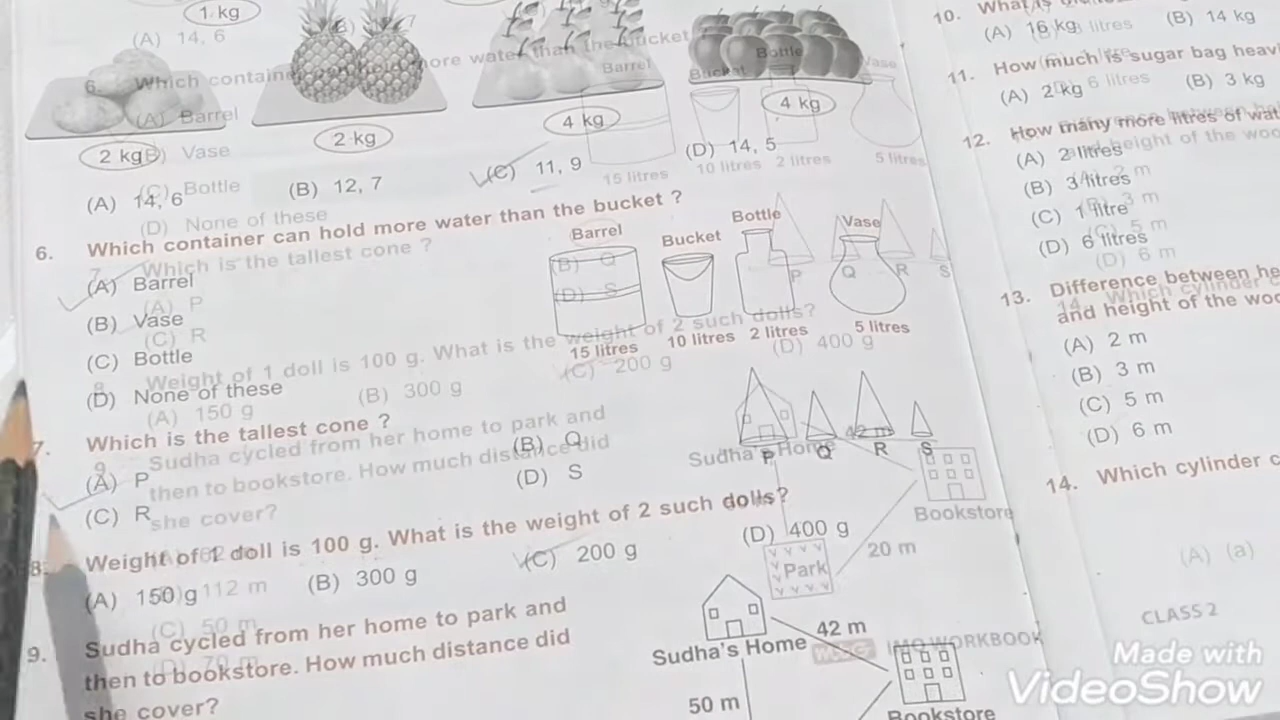 1 kg
2 kg
2 kg
4 kg
4 kg
(A) 14, 6
(B) 12, 7
(C) 11, 9
(D) 14, 5
6. Which container can hold more water than the bucket ?
(A) Barrel
(B) Vase
(C) Bottle
(D) None of these
Barrel
Bucket
Bottle
Vase
15 litres
10 litres
2 litres
5 litres
7. Which is the tallest cone ?
(A) P
(B) Q
(C) R
(D) S
P
Q
R
S
8. Weight of 1 doll is 100 g. What is the weight of 2 such dolls?
(A) 150 g
(B) 300 g
(C) 200 g
(D) 400 g
9. Sudha cycled from her home to park and
then to bookstore. How much distance did
she cover?
Sudha's Home
42 m
50 m
Bookstore
Park
20 m
Bookstore
10. What is
(A) 16 kg
(B) 14 kg
11. How much is sugar bag heavi
(A) 2 kg
(B) 3 kg
12. How many more litres of wat
(A) 2 litres
(B) 3 litres
(C) 1 litre
(D) 6 litres
13. Difference between he
and height of the woo
(A) 2 m
(B) 3 m
(C) 5 m
(D) 6 m
14. Which cylinder c
(A) (a)
CLASS 2
IMO WORKBOOK
Made with
VideoShow